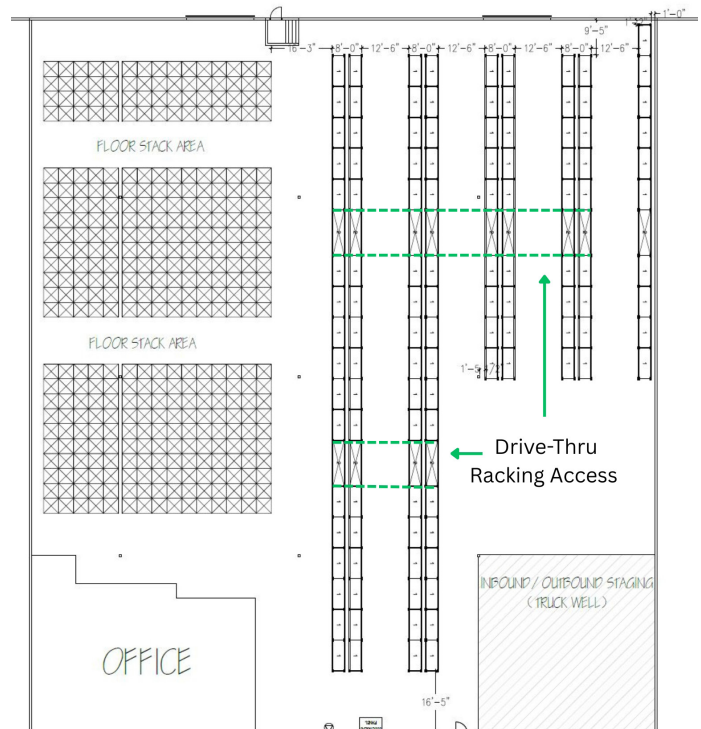 1'-0"
9'-5"
16'-3" 8'-0" 12'-6" 8'-0" 12'-6" 8'-0" 12'-6" 8'-0" 12'-6"
FLOOR STACK AREA
FLOOR STACK AREA
Drive-Thru
Racking Access
INBOUND / OUTBOUND STAGING
( TRUCK WELL )
OFFICE
16'-5"